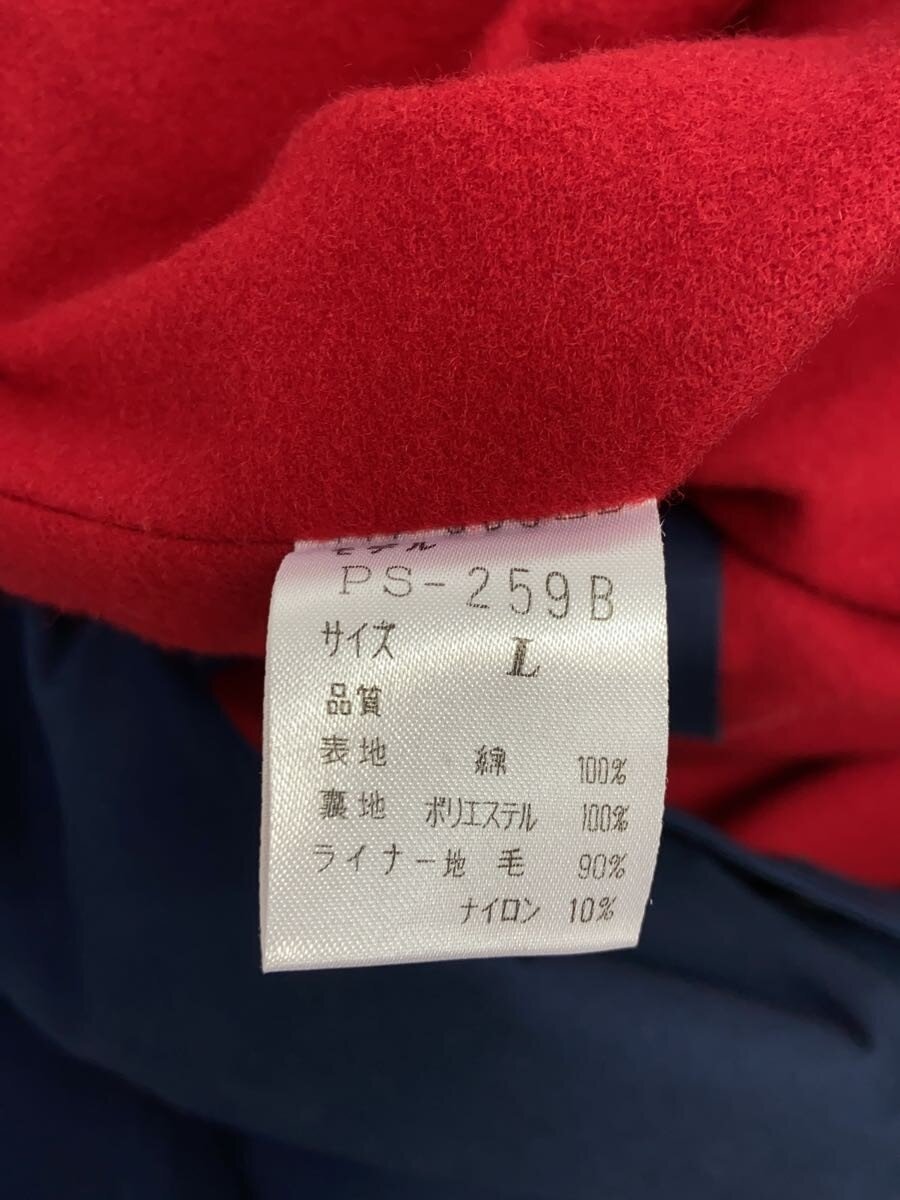 モデル
PS-259B
サイズ L
品質
表地 綿 100%
裏地 ポリエステル 100%
ライナー地 毛 90%
ナイロン 10%